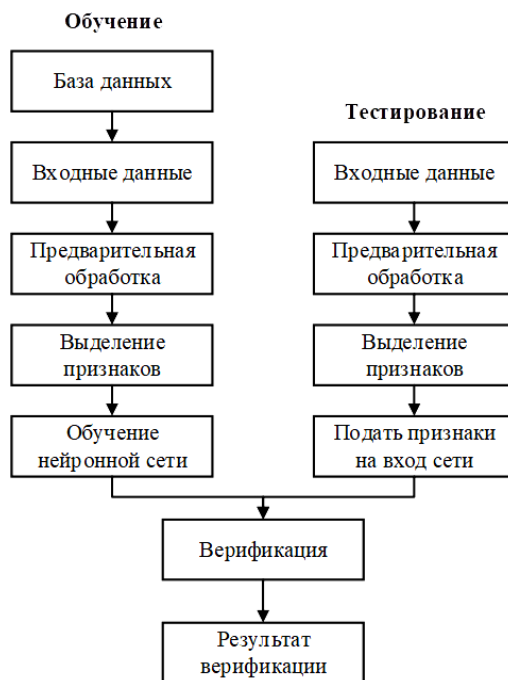 Обучение
База данных
Входные данные
Предварительная
обработка
Выделение
признаков
Обучение
нейронной сети
Тестирование
Входные данные
Предварительная
обработка
Выделение
признаков
Подать признаки
на вход сети
Верификация
Результат
верификации